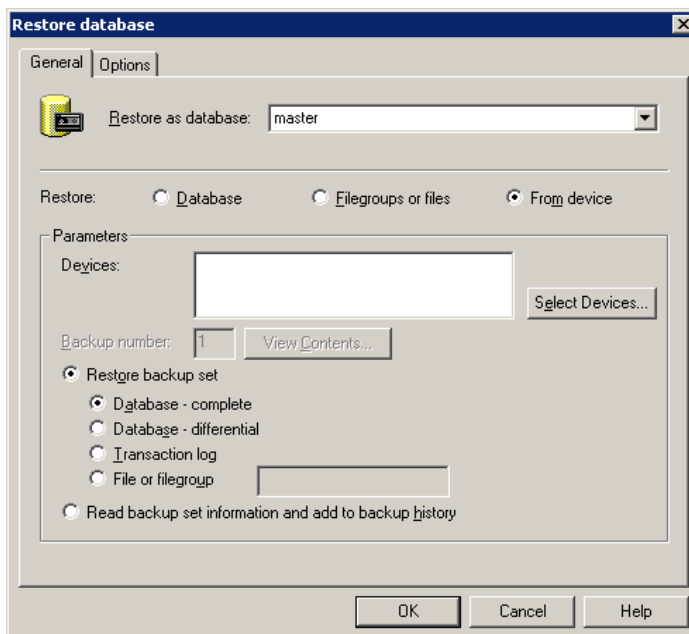 Restore database
General Options
Restore as database: master
Restore: Database Filegroups or files From device
Parameters
Devices:
Select Devices...
Backup number: 1 View Contents...
Restore backup set
Database - complete
Database - differential
Transaction log
File or filegroup
Read backup set information and add to backup history
OK Cancel Help